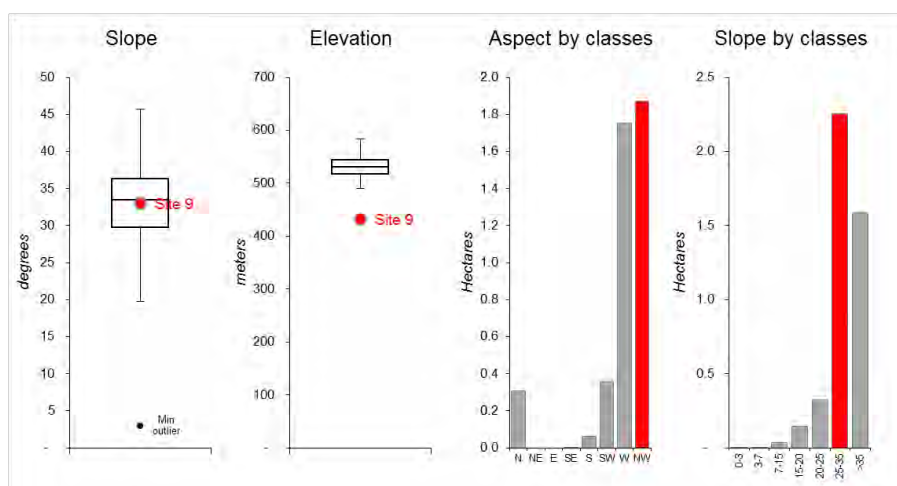 Slope
Elevation
Aspect by classes
Slope by classes
degrees
50
45
40
35
30
25
20
15
10
5
-
Site 9
Min
outlier
meters
700
600
500
400
300
200
100
-
Site 9
Hectares
2.0
1.8
1.6
1.4
1.2
1.0
0.8
0.6
0.4
0.2
0.0
N NE E SE S SW W NW
Hectares
2.5
2.0
1.5
1.0
0.5
-
0-3 3-7 7-15 15-20 20-25 25-35 >35